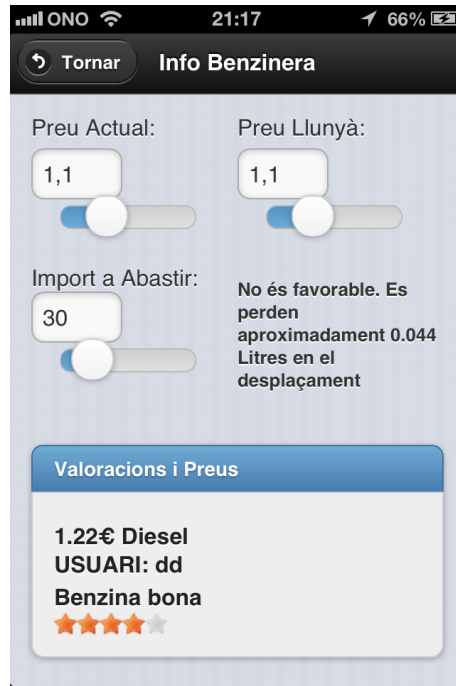 ONO 21:17 66%
Tornar Info Benzinera
Preu Actual: Preu Llunyà:
1,1 1,1
Import a Abastir:
30
No és favorable. Es
perden
aproximadament 0.044
Litres en el
desplaçament
Valoracions i Preus
1.22€ Diesel
USUARI: dd
Benzina bona